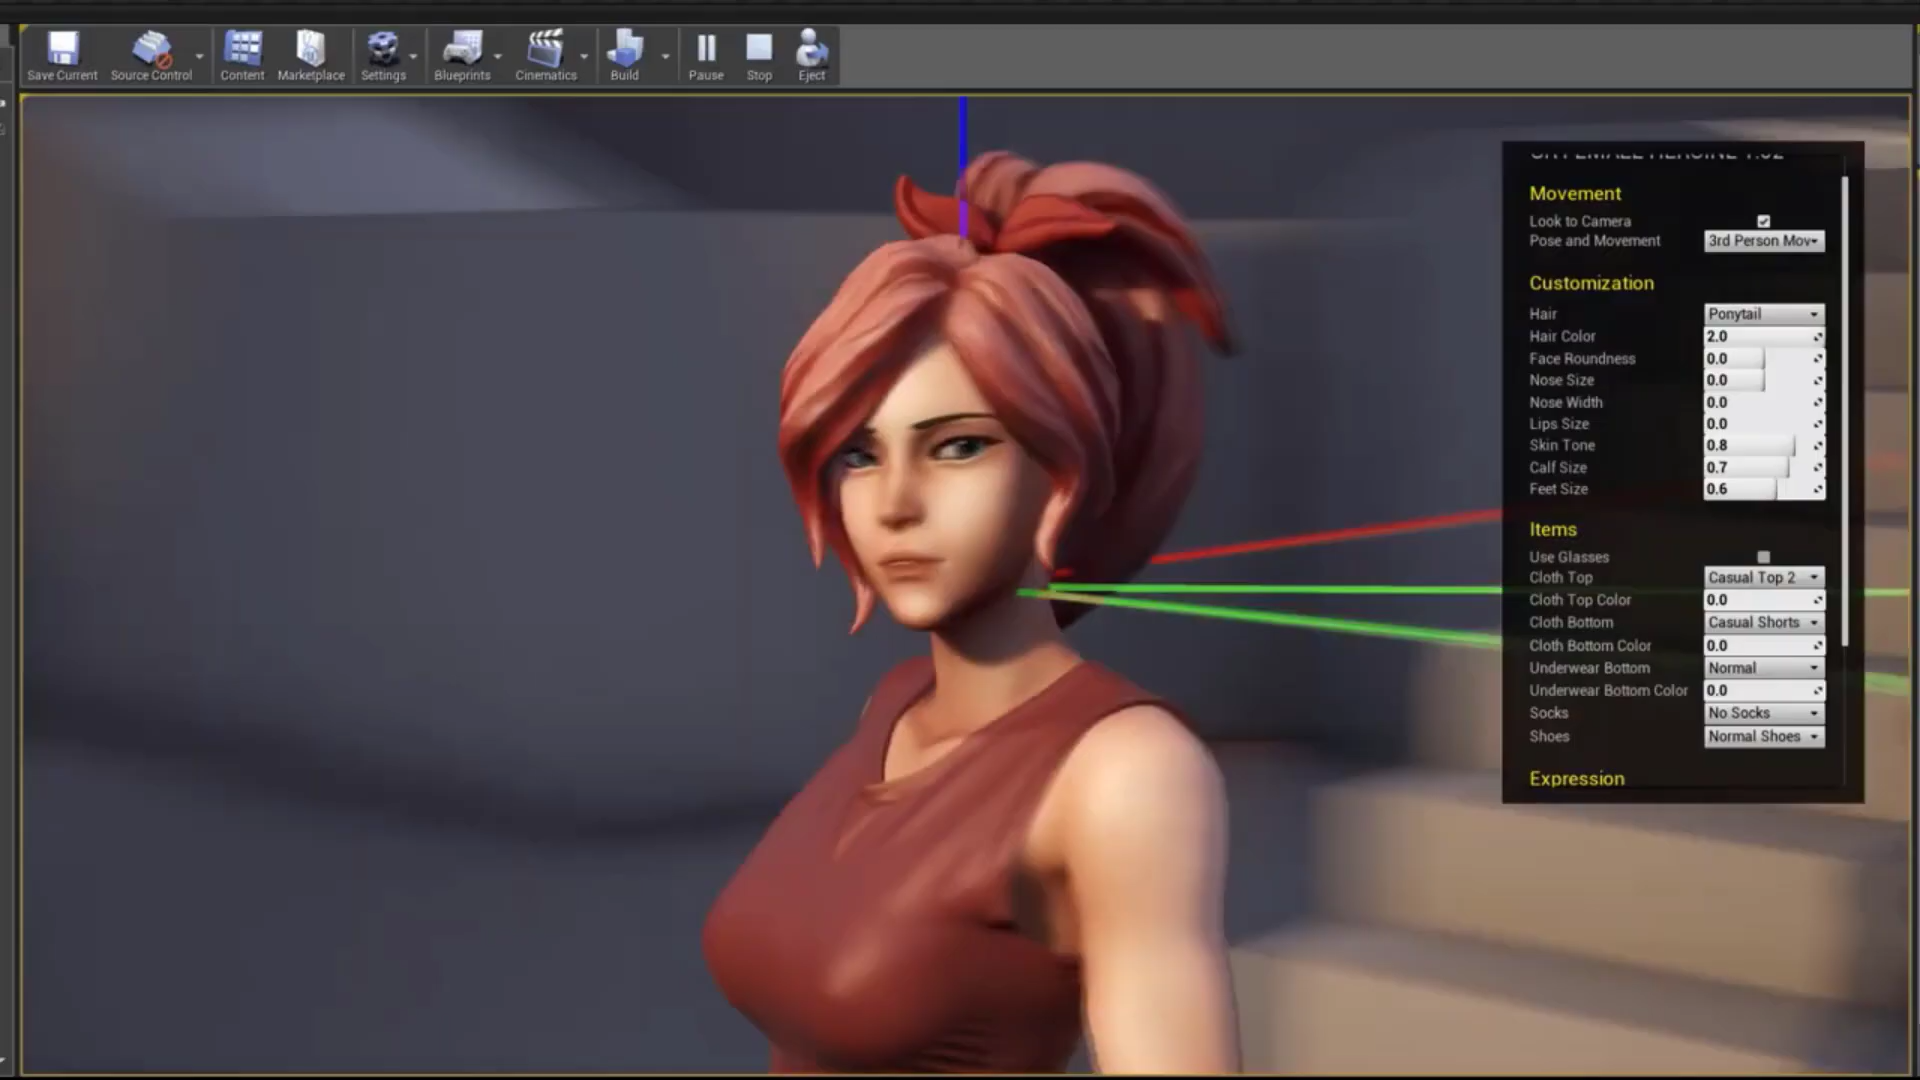 Save Current Source Control Content Marketplace Settings Blueprints Cinematics Build Pause Stop Eject
Movement
Look to Camera
Pose and Movement 3rd Person Mov
Customization
Hair Ponytail
Hair Color 2.0
Face Roundness 0.0
Nose Size 0.0
Nose Width 0.0
Lips Size 0.0
Skin Tone 0.8
Calf Size 0.7
Feet Size 0.6
Items
Use Glasses
Cloth Top Casual Top 2
Cloth Top Color 0.0
Cloth Bottom Casual Shorts
Cloth Bottom Color 0.0
Underwear Bottom Normal
Underwear Bottom Color 0.0
Socks No Socks
Shoes Normal Shoes
Expression